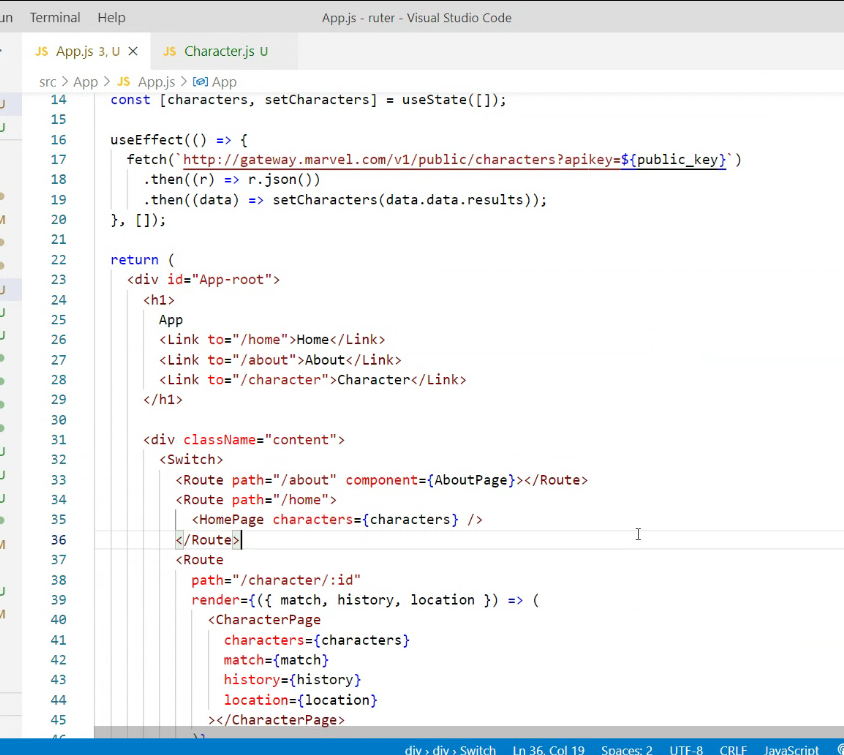 un Terminal Help App.js - ruter - Visual Studio Code
JS App.js 3, U JS Character.js U
src > App > JS App.js > App
14 const [characters, setCharacters] = useState([]);
15
16 useEffect(() => {
17 fetch(`http://gateway.marvel.com/v1/public/characters?apikey=${public_key}`)
18 .then((r) => r.json())
19 .then((data) => setCharacters(data.data.results));
20 }, []);
21
22 return (
23 <div id="App-root">
24 <h1>
25 App
26 <Link to="/home">Home</Link>
27 <Link to="/about">About</Link>
28 <Link to="/character">Character</Link>
29 </h1>
30
31 <div className="content">
32 <Switch>
33 <Route path="/about" component={AboutPage}></Route>
34 <Route path="/home">
35 <HomePage characters={characters} />
36 </Route>
37 <Route
38 path="/character/:id"
39 render={({ match, history, location }) => (
40 <CharacterPage
41 characters={characters}
42 match={match}
43 history={history}
44 location={location}
45 ></CharacterPage>
46 )}
div › div › Switch Ln 36, Col 19 Spaces: 2 UTF-8 CRLF JavaScript